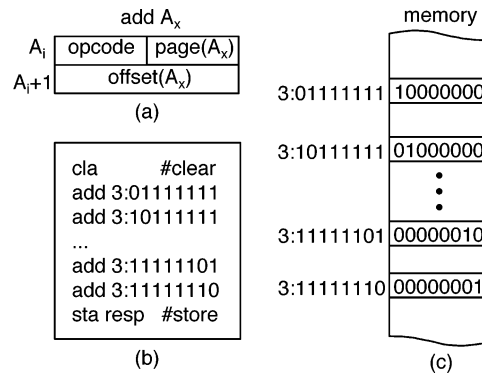 add Ax
Ai opcode page(Ax)
Ai+1 offset(Ax)
(a)
cla #clear
add 3:01111111
add 3:10111111
...
add 3:11111101
add 3:11111110
sta resp #store
(b)
memory
3:01111111 10000000
3:10111111 01000000
3:11111101 00000010
3:11111110 00000001
(c)